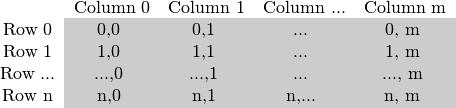 Column 0 Column 1 Column ... Column m
Row 0 0,0 0,1 ... 0, m
Row 1 1,0 1,1 ... 1, m
Row ... ...,0 ...,1 ... ..., m
Row n n,0 n,1 n,... n, m